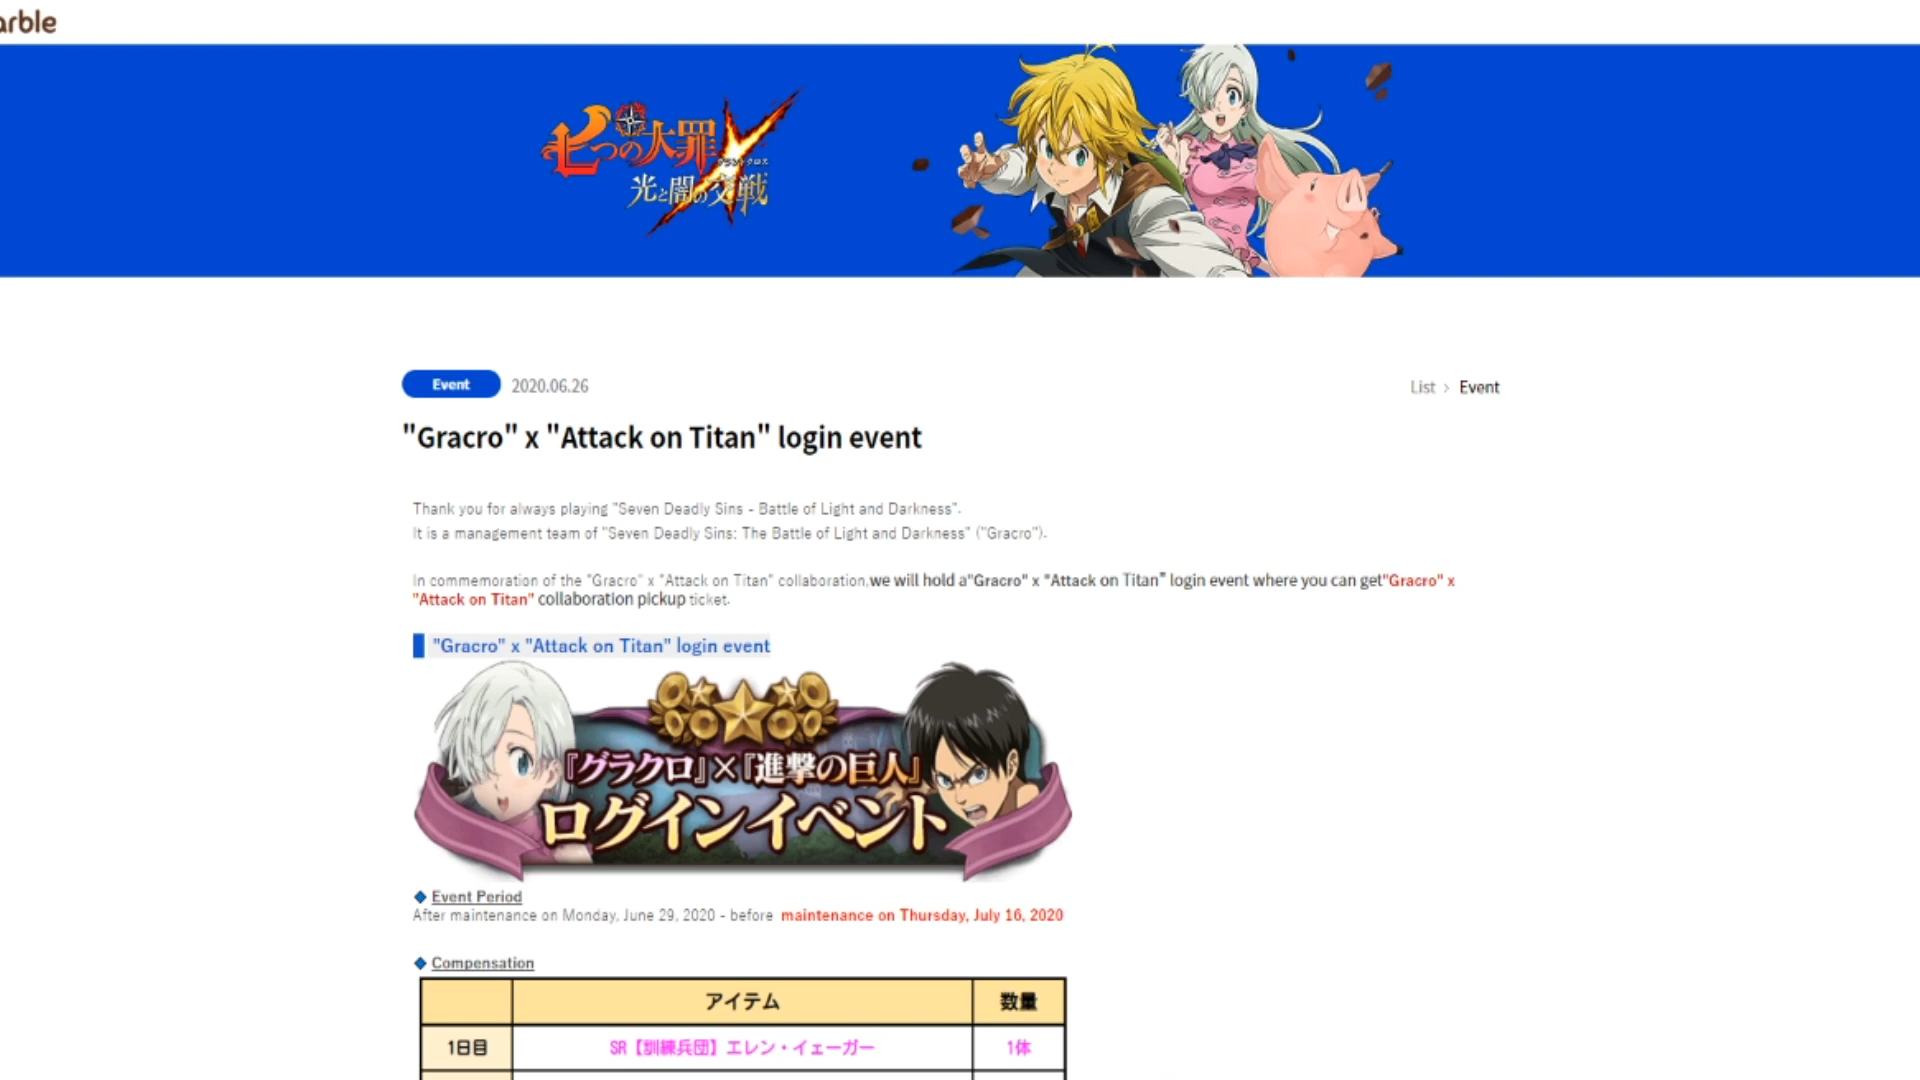 arble
七つの大罪
グランドクロス
光と闇の交戦
Event 2020.06.26
List > Event
"Gracro" x "Attack on Titan" login event
Thank you for always playing "Seven Deadly Sins - Battle of Light and Darkness".
It is a management team of "Seven Deadly Sins: The Battle of Light and Darkness" ("Gracro").
In commemoration of the "Gracro" x "Attack on Titan" collaboration,we will hold a"Gracro" x "Attack on Titan" login event where you can get"Gracro" x
"Attack on Titan" collaboration pickup ticket.
"Gracro" x "Attack on Titan" login event
『グラクロ』×『進撃の巨人』
ログインイベント
◆ Event Period
After maintenance on Monday, June 29, 2020 - before maintenance on Thursday, July 16, 2020
◆ Compensation
アイテム 数量
1日目 SR【訓練兵団】エレン・イェーガー 1体